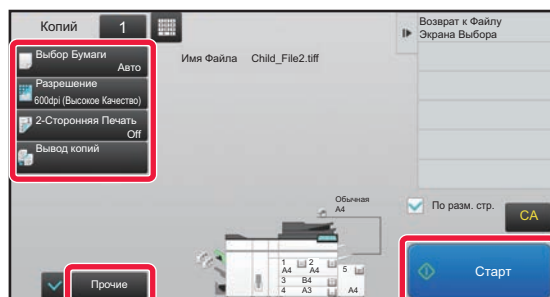 Копий 1
Возврат к Файлу
Экрана Выбора
Имя Файла Child_File2.tiff
Выбор Бумаги
Авто
Разрешение
600dpi (Высокое Качество)
2-Сторонняя Печать
Off
Вывод копий
Обычная
A4
По разм. стр.
CA
1 2
A4 A4
5
3 B4
4 A3
A4
Прочие
Старт